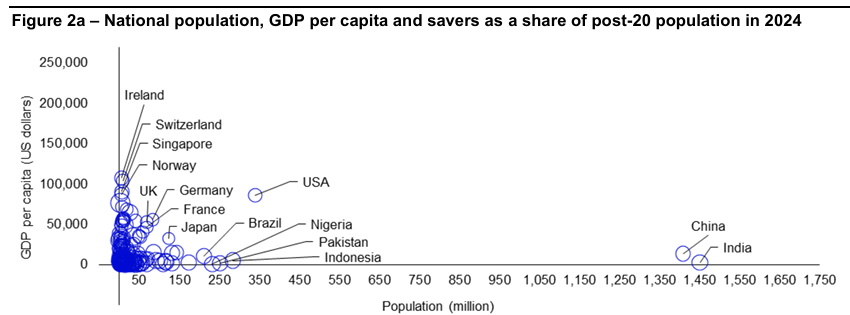 Figure 2a – National population, GDP per capita and savers as a share of post-20 population in 2024
GDP per capita (US dollars)
250,000
200,000
150,000
100,000
50,000
0
Ireland
Switzerland
Singapore
Norway
UK
Germany
France
Japan
USA
Brazil
Nigeria
Pakistan
Indonesia
China
India
50 150 250 350 450 550 650 750 850 950 1,050 1,150 1,250 1,350 1,450 1,550 1,650 1,750
Population (million)